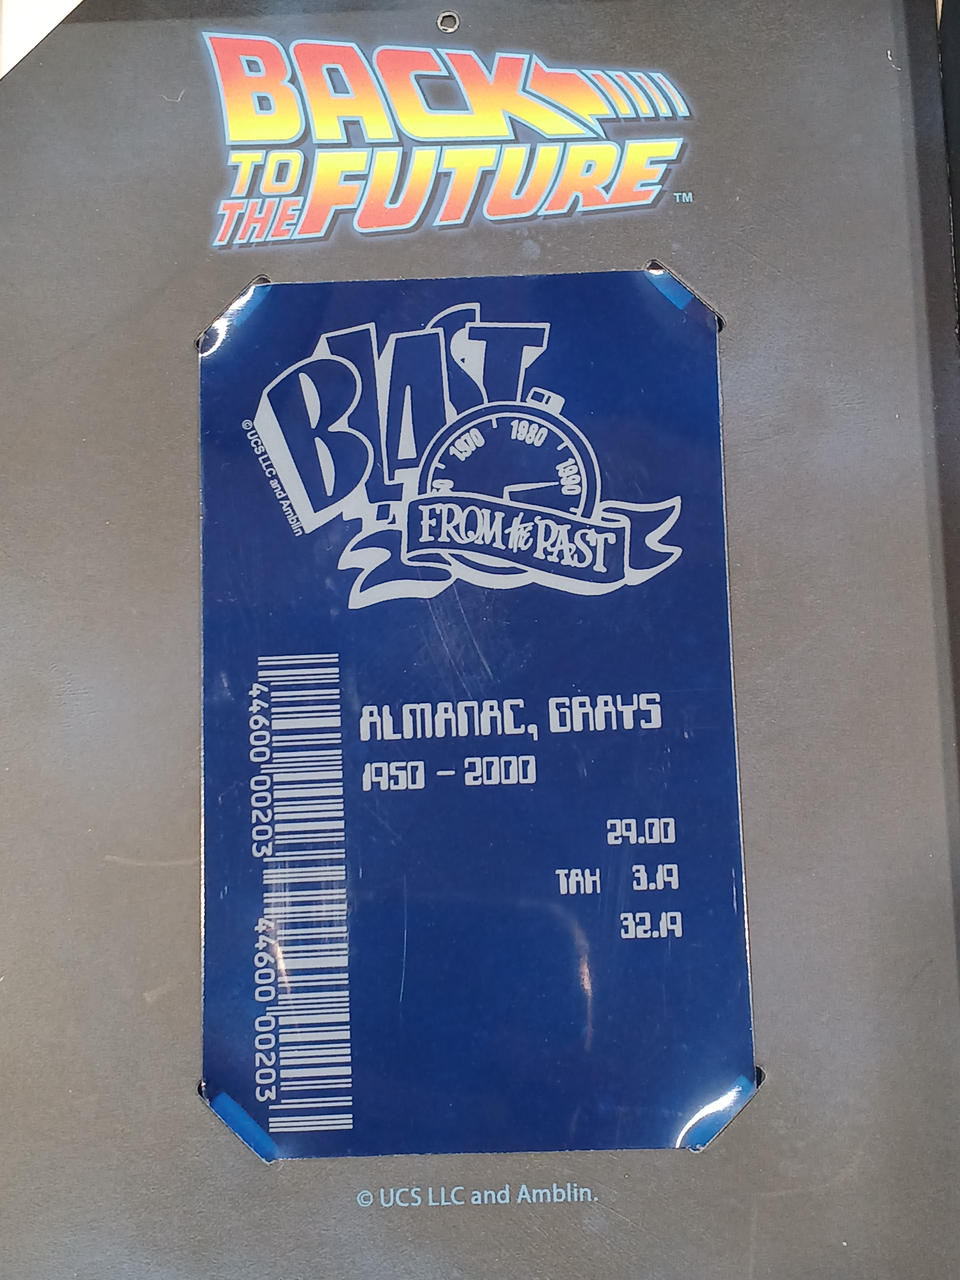 BACK
TO
THE FUTURE ™
BLAST
FROM the PAST
1970 1980 1990
© UCS LLC and Amblin
44600 00203
44600 00203
ALMANAC, GRAYS
1950 - 2000
29.00
TAX 3.19
32.19
© UCS LLC and Amblin.